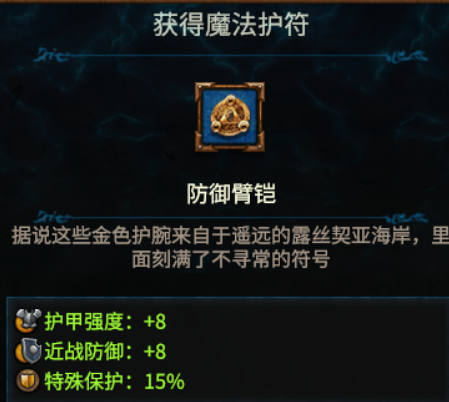 获得魔法护符
防御臂铠
据说这些金色护腕来自于遥远的露丝契亚海岸，里
面刻满了不寻常的符号
护甲强度：+8
近战防御：+8
特殊保护：15%